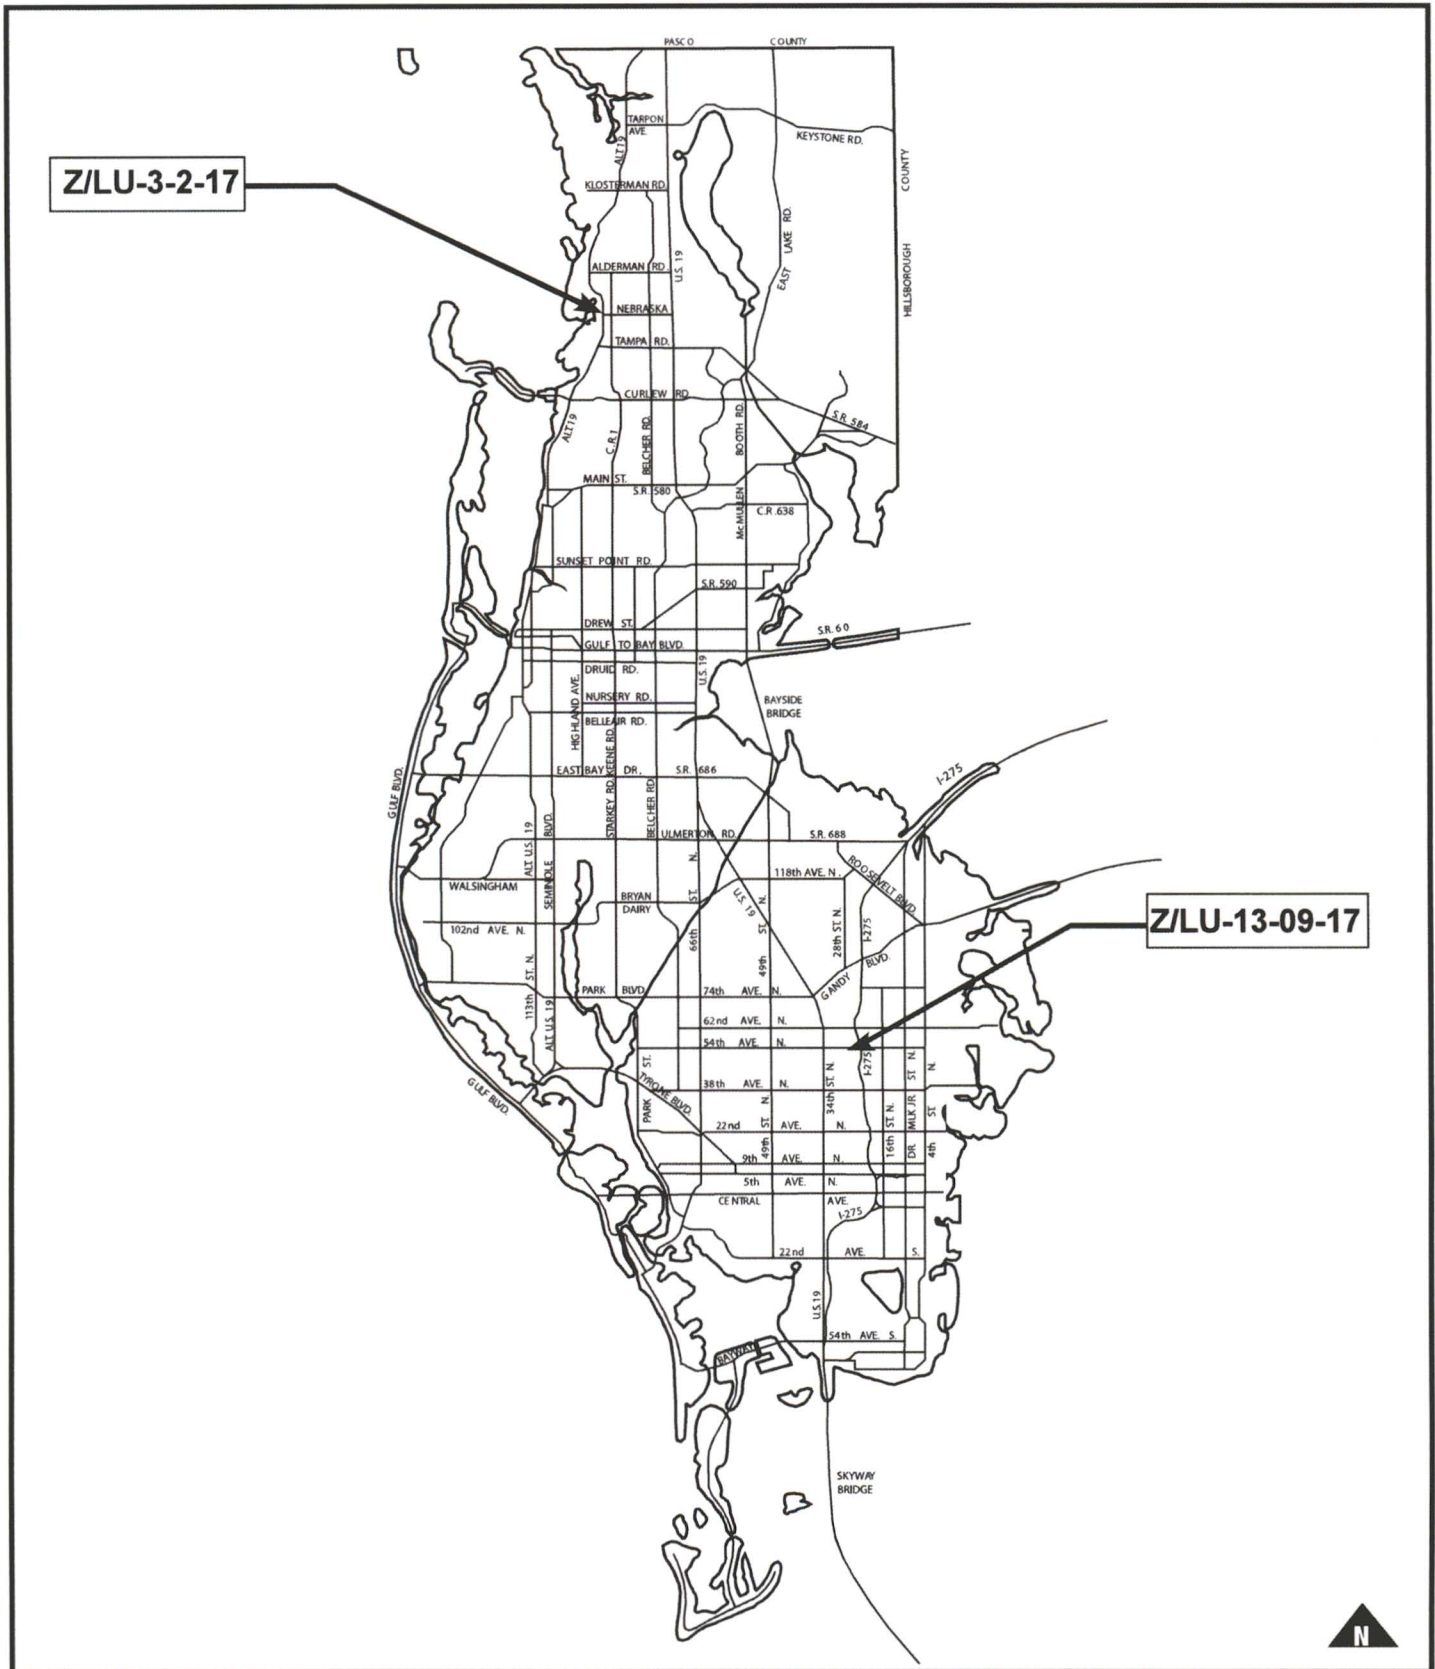 PASCO COUNTY
TARPON
AVE.
KEYSTONE RD.
ALT 19
COUNTY
Z/LU-3-2-17
KLOSTERMAN RD.
EAST LAKE RD.
HILLSBOROUGH
U.S. 19
ALDERMAN RD.
NEBRASKA
TAMPA RD.
CURLEW RD.
S.R. 584
ALT 19
C.R.1
BELCHER RD.
BOOTH RD.
McMULLEN
MAIN ST.
S.R. 580
C.R.638
SUNSET POINT RD.
S.R. 590
DREW ST.
S.R. 60
GULF TO BAY BLVD.
DRUID RD.
U.S. 19
HIGHLAND AVE.
NURSERY RD.
BAYSIDE
BRIDGE
BELLEAIR RD.
KEENE RD.
STARKEY RD.
EAST BAY DR. S.R. 686
I-275
GULF BLVD.
BELCHER RD.
ALT U.S. 19
SEMINOLE BLVD.
ULMERTON RD. S.R. 688
ROOSEVELT BLVD.
WALSINGHAM
118th AVE. N.
BRYAN
DAIRY
U.S. 19
66th ST. N.
49th ST. N.
28th ST. N.
I-275
Z/LU-13-09-17
102nd AVE. N.
GANDY BLVD.
113th ST. N.
ALT U.S. 19
PARK BLVD.
74th AVE. N.
62nd AVE. N.
54th AVE. N.
I-275
GULF BLVD.
TYRONE BLVD.
PARK ST.
38th AVE. N.
34th ST. N.
49th ST. N.
16th ST. N.
DR MLK JR ST N.
4th ST N.
22nd AVE. N.
9th AVE. N.
5th AVE. N.
CENTRAL AVE.
I-275
22nd AVE. S.
U.S.19
54th AVE. S.
BAYWAY
SKYWAY
BRIDGE
N